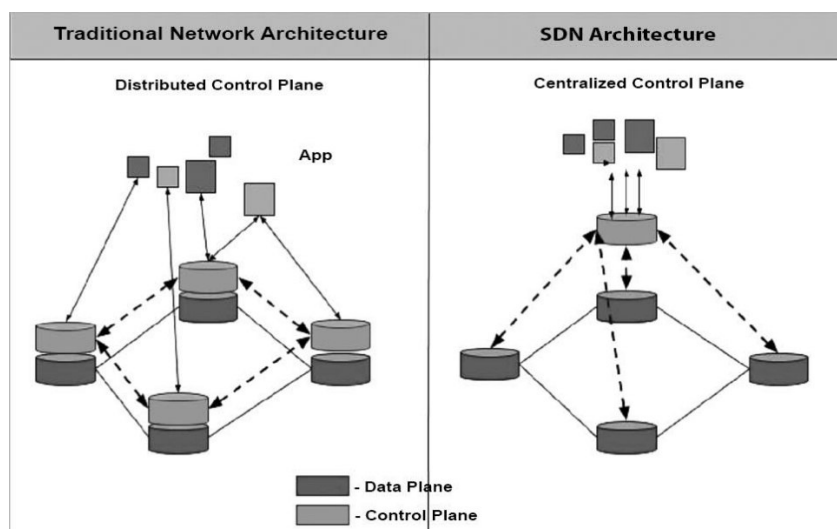 Traditional Network Architecture
SDN Architecture
Distributed Control Plane
Centralized Control Plane
App
- Data Plane
- Control Plane